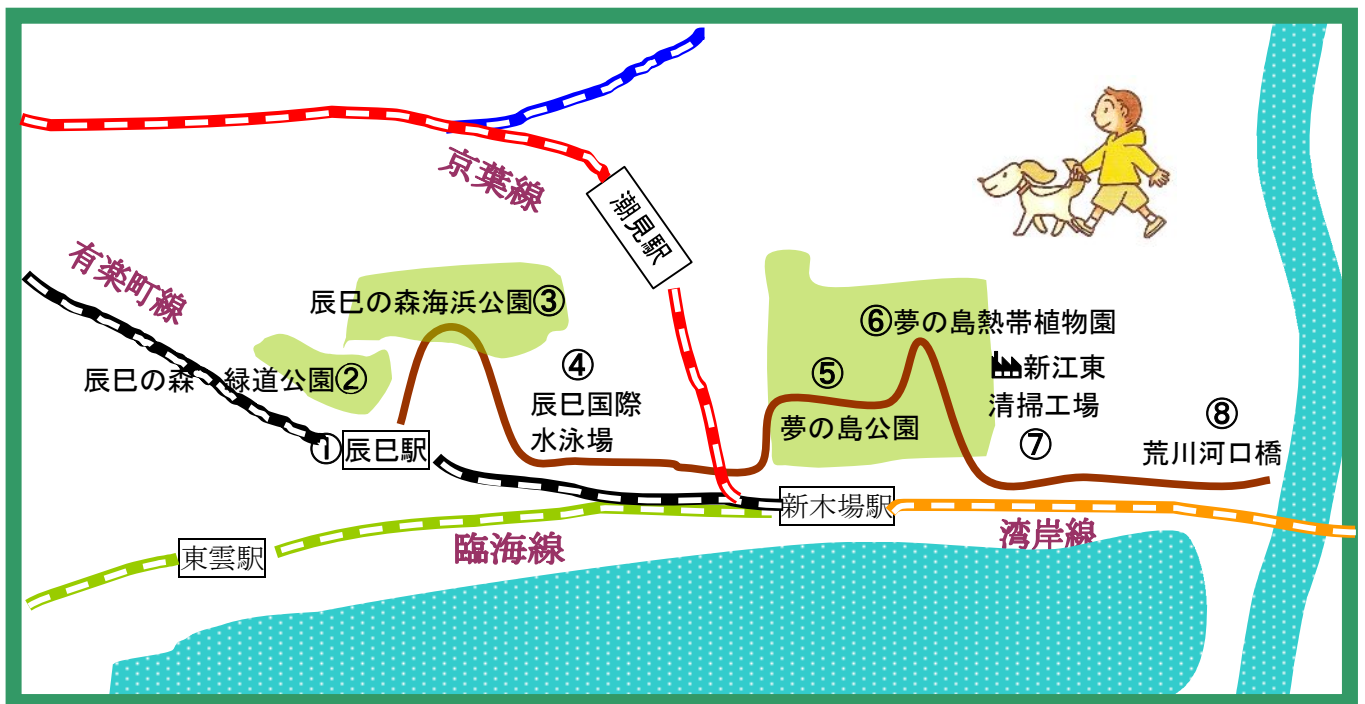 京葉線
潮見駅
有楽町線
辰巳の森海浜公園③
辰巳の森 緑道公園②
④
辰巳国際
水泳場
①辰巳駅
⑥夢の島熱帯植物園
⑤
夢の島公園
新江東
清掃工場
⑦
⑧
荒川河口橋
新木場駅
東雲駅
臨海線
湾岸線